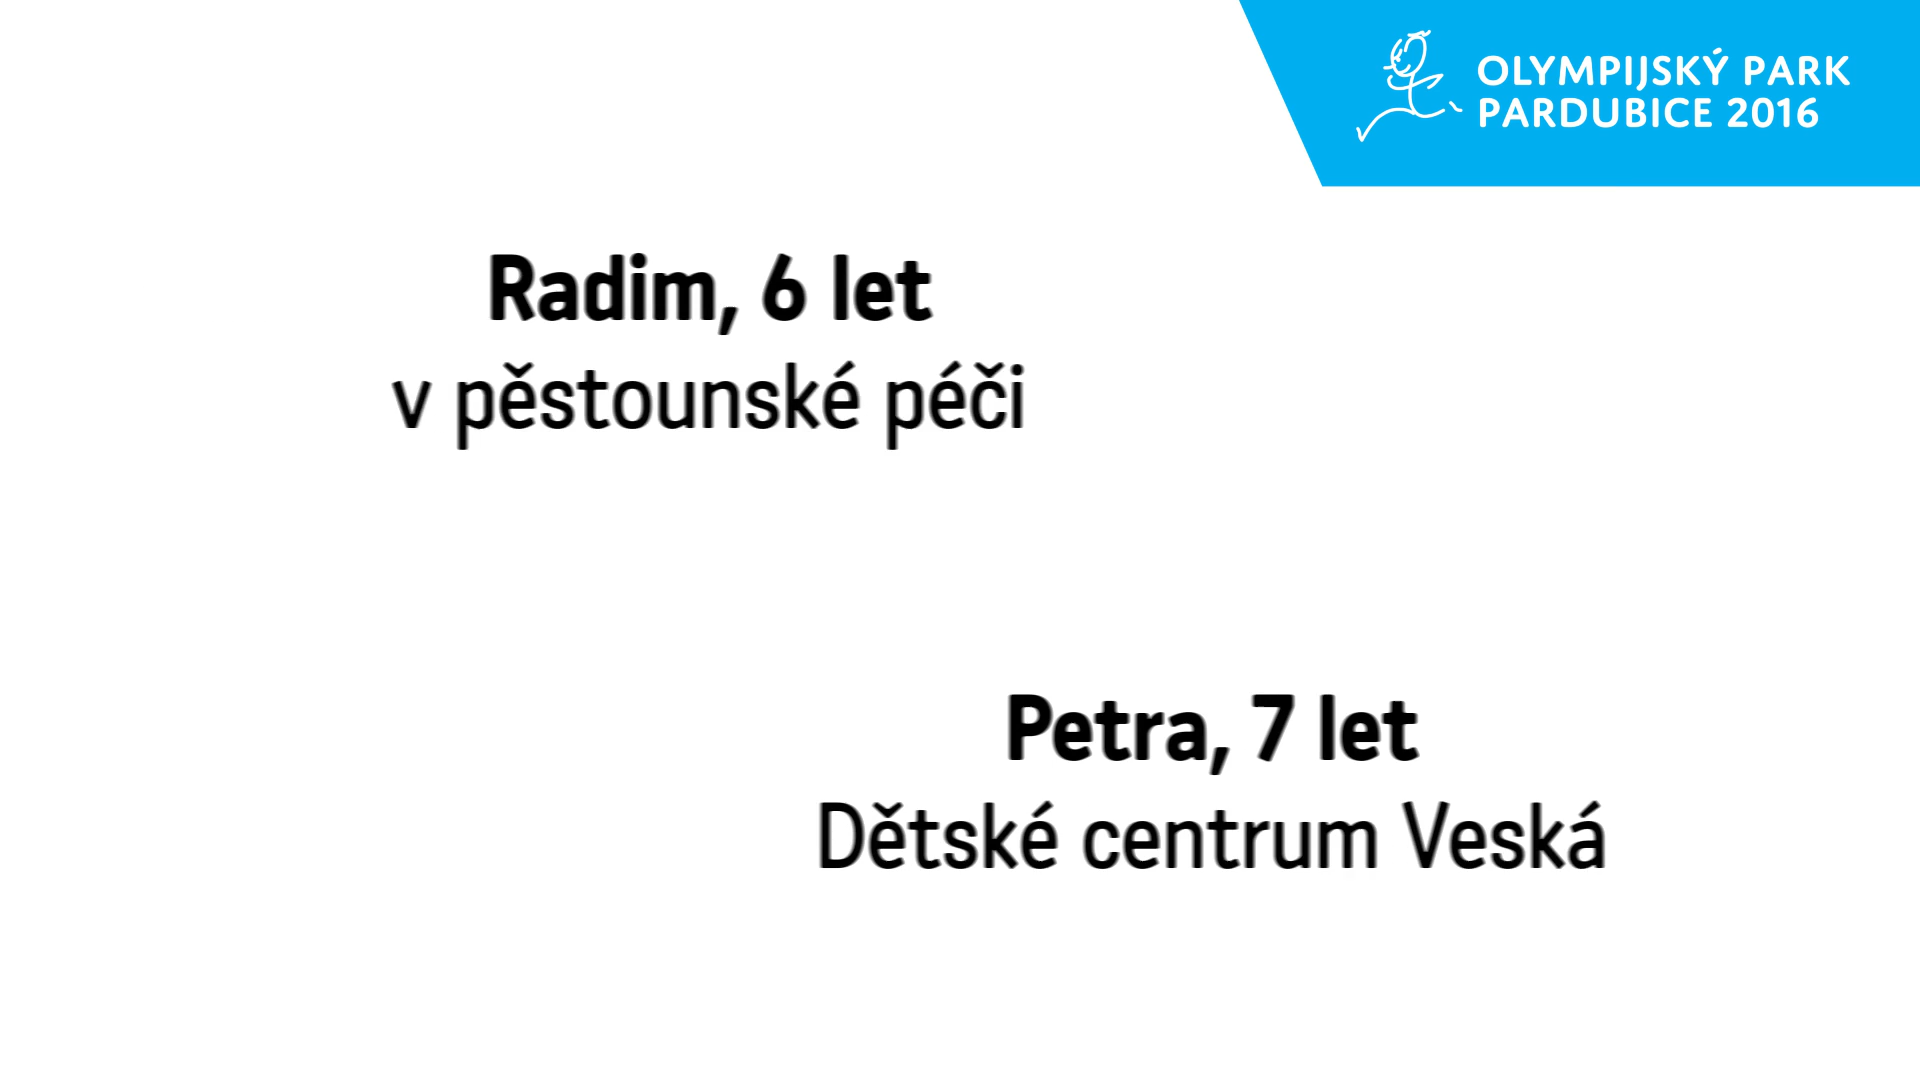 OLYMPIJSKÝ PARK
PARDUBICE 2016
Radim, 6 let
v pěstounské péči
Petra, 7 let
Dětské centrum Veská